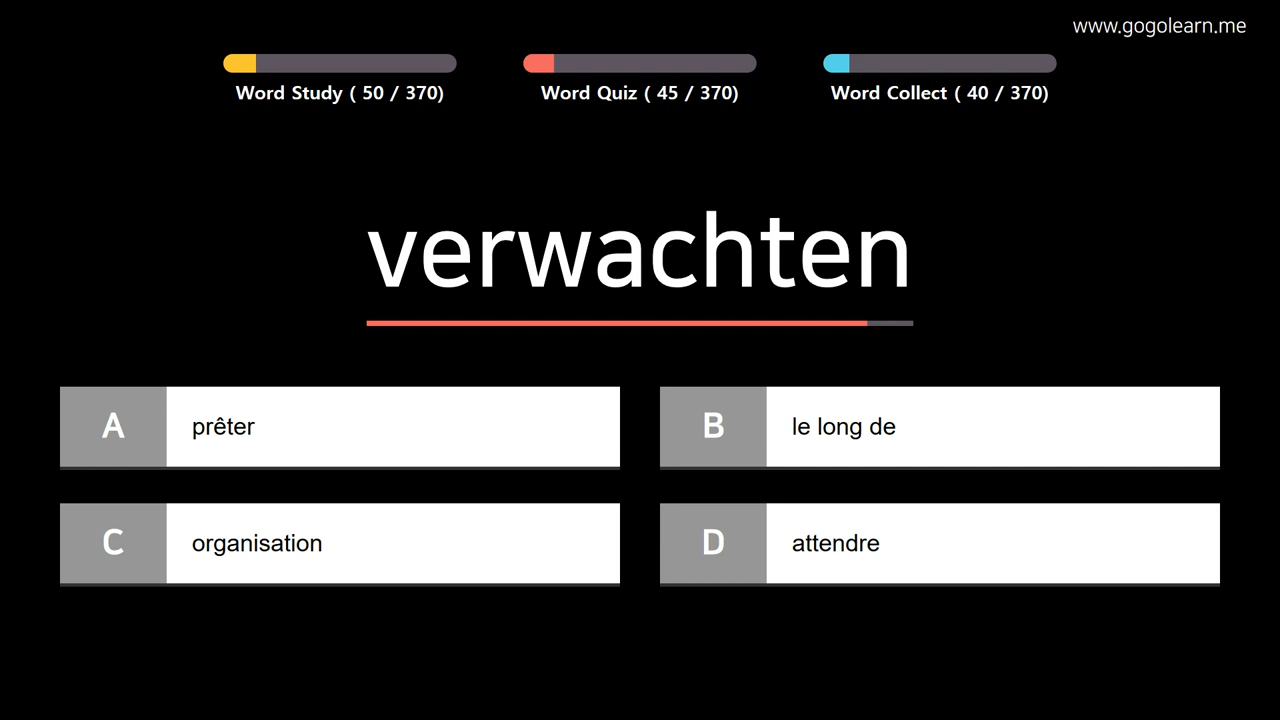 www.gogolearn.me
Word Study ( 50 / 370)
Word Quiz ( 45 / 370)
Word Collect ( 40 / 370)
verwachten
A prêter
B le long de
C organisation
D attendre